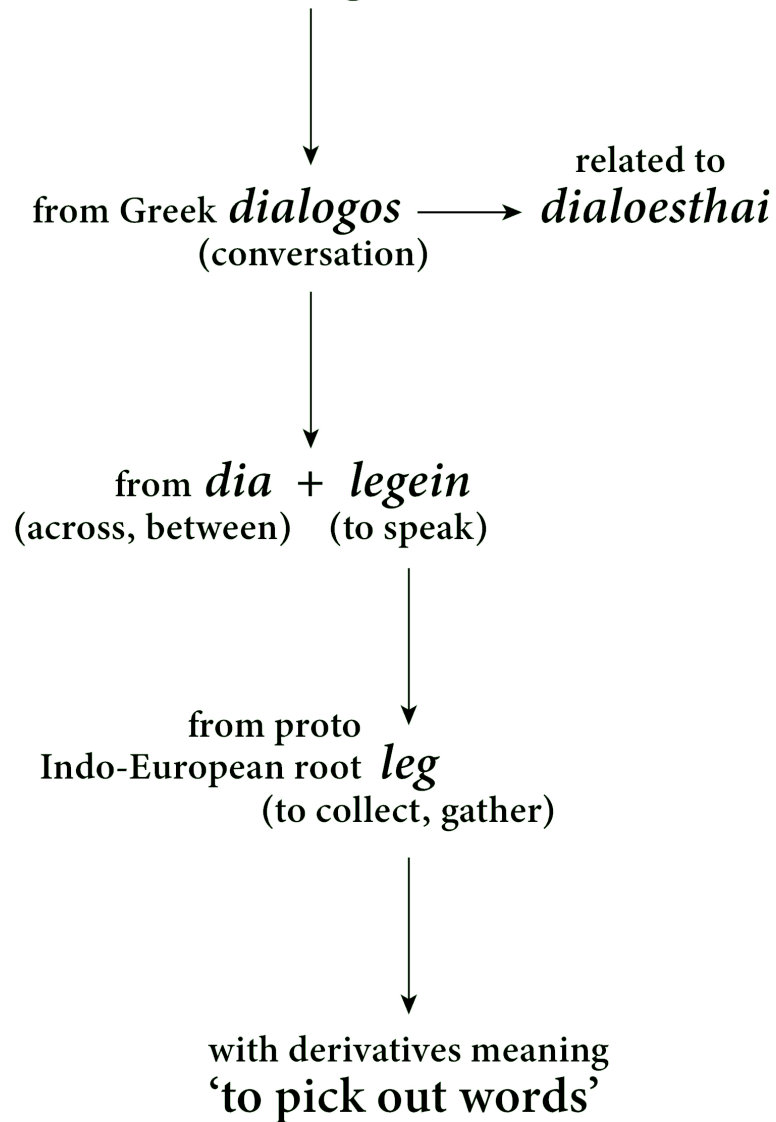 related to
from Greek dialogos dialoesthai
(conversation)
from dia + legein
(across, between) (to speak)
from proto
Indo-European root leg
(to collect, gather)
with derivatives meaning
‘to pick out words’